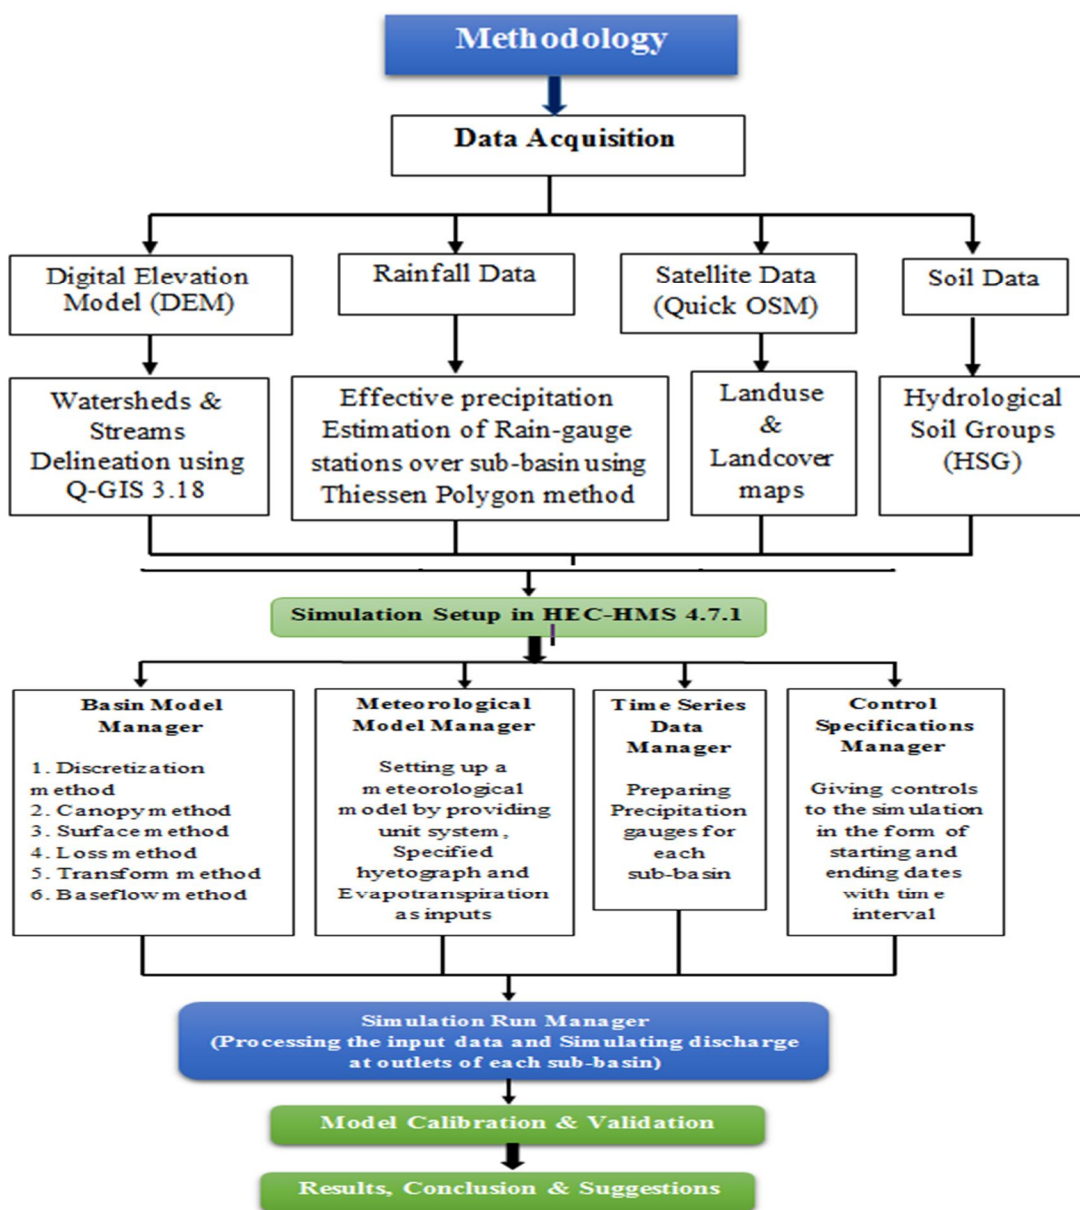 Methodology
Data Acquisition
Digital Elevation
Model (DEM)
Rainfall Data
Satellite Data
(Quick OSM)
Soil Data
Watersheds &
Streams
Delineation using
Q-GIS 3.18
Effective precipitation
Estimation of Rain-gauge
stations over sub-basin using
Thiessen Polygon method
Landuse
&
Landcover
maps
Hydrological
Soil Groups
(HSG)
Simulation Setup in HEC-HMS 4.7.1
Basin Model
Manager
1. Discretization
method
2. Canopy method
3. Surface method
4. Loss method
5. Transform method
6. Baseflow method
Meteorological
Model Manager
Setting up a
meteorological
model by providing
unit system,
Specified
hyetograph and
Evapotranspiration
as inputs
Time Series
Data
Manager
Preparing
Precipitation
gauges for
each
sub-basin
Control
Specifications
Manager
Giving controls
to the simulation
in the form of
starting and
ending dates
with time
interval
Simulation Run Manager
(Processing the input data and Simulating discharge
at outlets of each sub-basin)
Model Calibration & Validation
Results, Conclusion & Suggestions